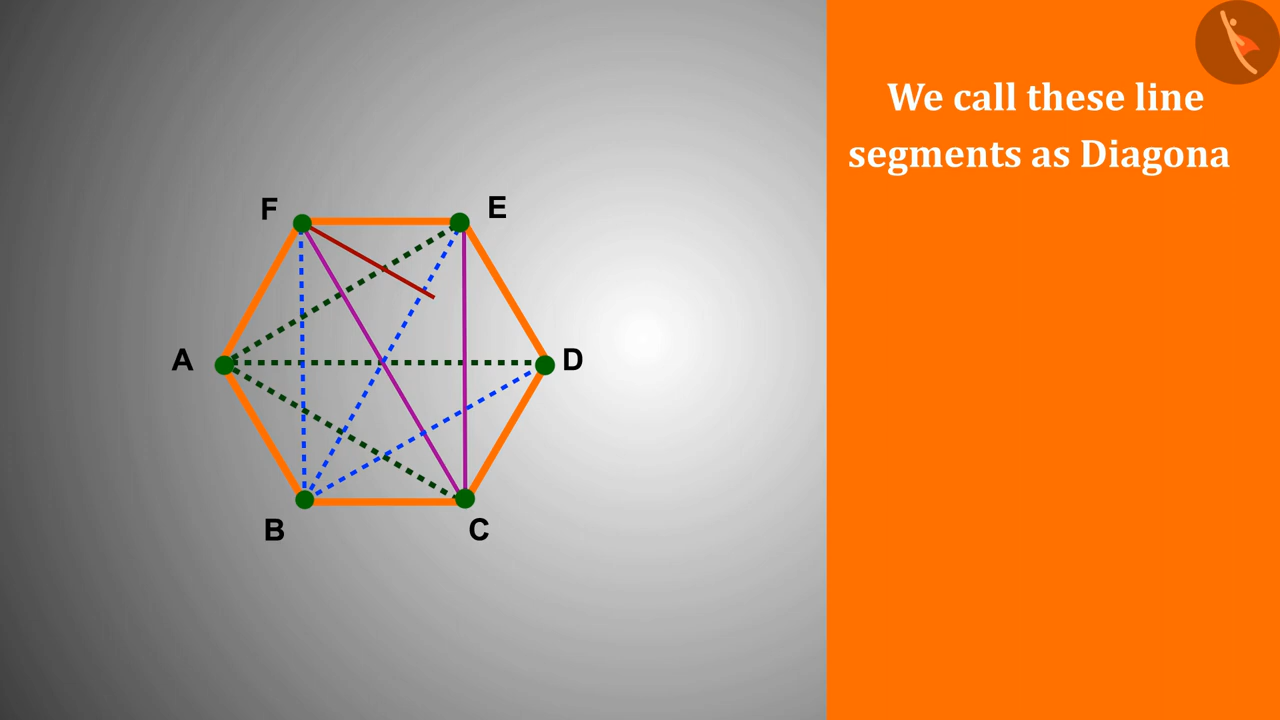 We call these line
segments as Diagona
F
E
A
D
B
C